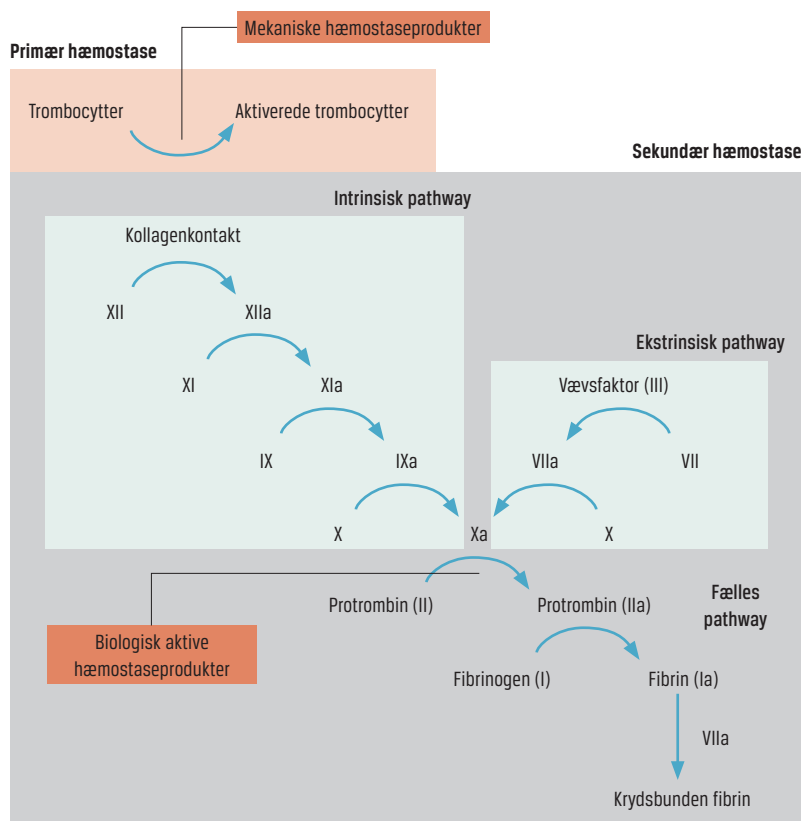 Mekaniske hæmostaseprodukter
Primær hæmostase
Trombocytter
Aktiverede trombocytter
Sekundær hæmostase
Intrinsisk pathway
Kollagenkontakt
XII
XIIa
Ekstrinsisk pathway
XI
XIa
Vævsfaktor (III)
IX
IXa
VIIa
VII
X
Xa
X
Protrombin (II)
Protrombin (IIa)
Fælles
pathway
Biologisk aktive
hæmostaseprodukter
Fibrinogen (I)
Fibrin (Ia)
VIIa
Krydsbunden fibrin